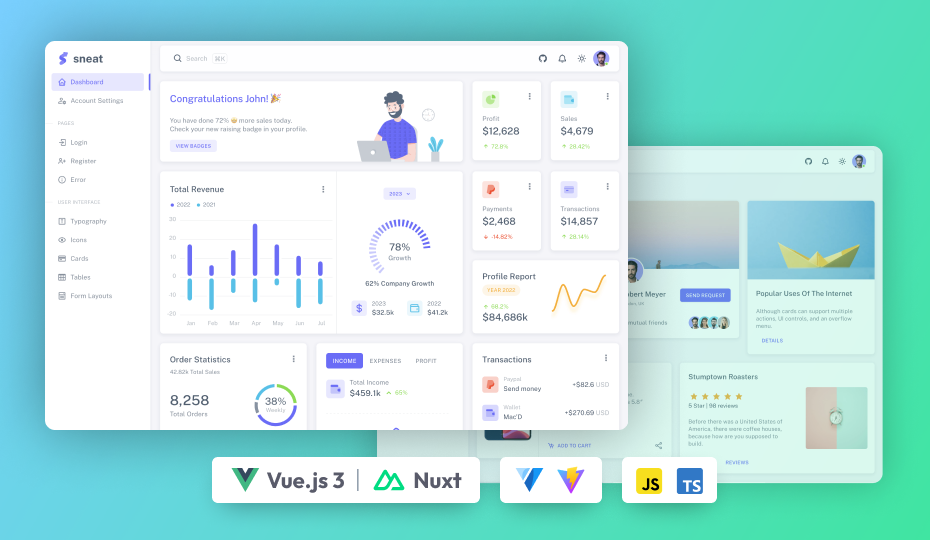 sneat
Search ⌘K
Dashboard
Account Settings
PAGES
Login
Register
Error
USER INTERFACE
Typography
Icons
Cards
Tables
Form Layouts
Congratulations John! 🎉
You have done 72% 🤩 more sales today.
Check your new raising badge in your profile.
VIEW BADGES
Profit
$12,628
72.8%
Sales
$4,679
28.42%
Total Revenue
2022 2021
30
20
10
0
-10
-20
Jan Feb Mar Apr May Jun Jul
2023
78%
Growth
62% Company Growth
2023
$32.5k
2022
$41.2k
Payments
$2,468
-14.82%
Transactions
$14,857
28.14%
Profile Report
YEAR 2022
68.2%
$84,686k
Order Statistics
42.82k Total Sales
8,258
Total Orders
38%
Weekly
INCOME EXPENSES PROFIT
Total Income
$459.1k 65%
Transactions
Paypal
Send money
+$82.6 USD
Wallet
Mac'D
+$270.69 USD
bert Meyer
SEND REQUEST
mutual friends
Popular Uses Of The Internet
Although cards can support multiple
actions, UI controls, and an overflow
menu.
DETAILS
5.8"
ADD TO CART
Stumptown Roasters
5 Star | 98 reviews
Before there was a United States of
America, there were coffee houses,
because how are you supposed to
build.
REVIEWS
Vue.js 3 | Nuxt
JS
TS